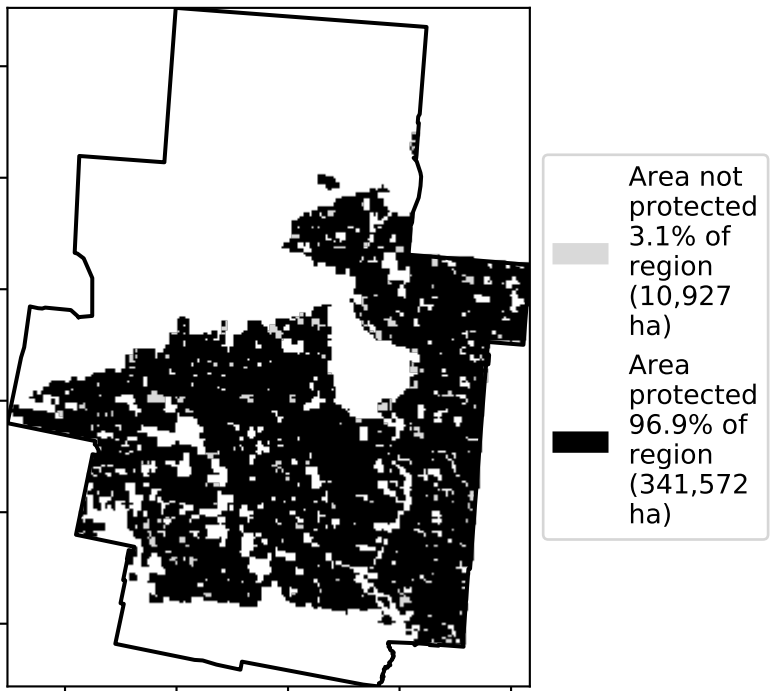 Area not
protected
3.1% of
region
(10,927
ha)
Area
protected
96.9% of
region
(341,572
ha)